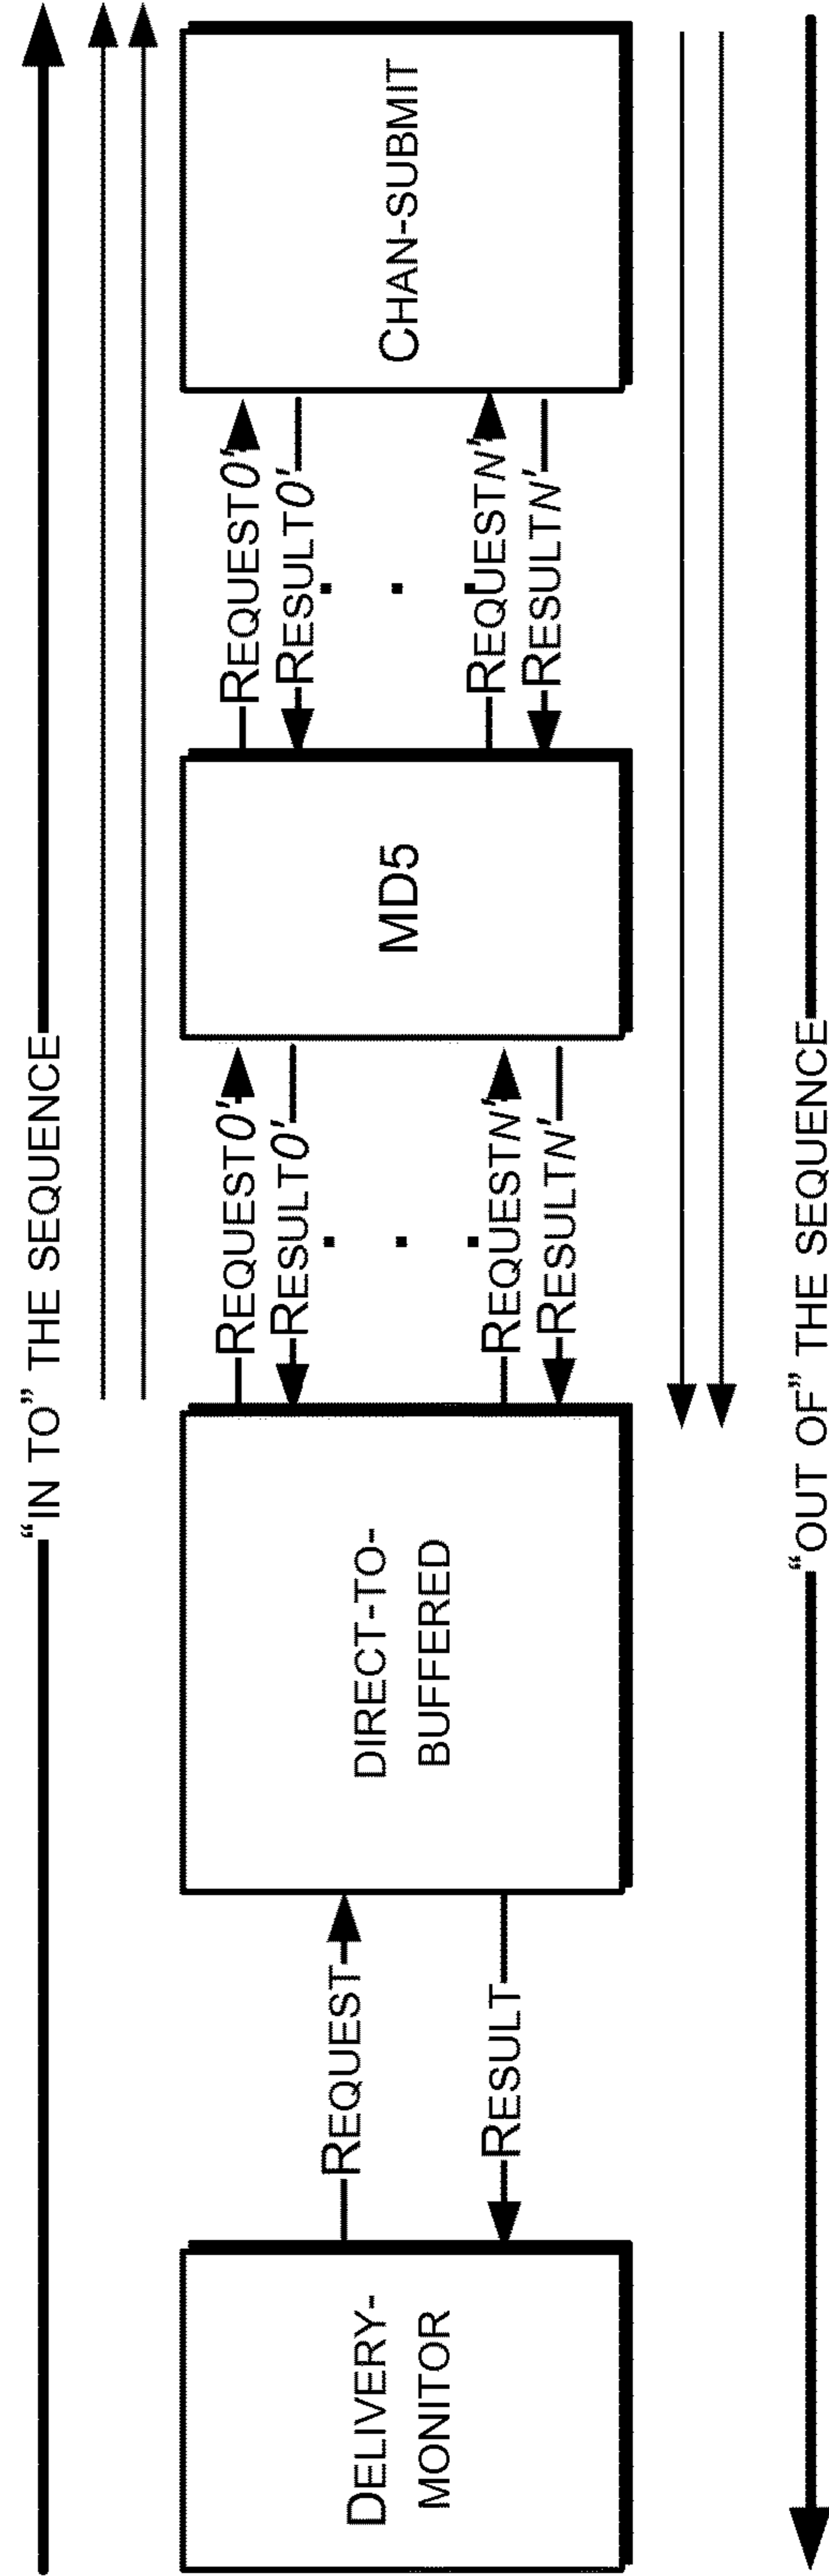 “IN TO” THE SEQUENCE
DELIVERY-
MONITOR
REQUEST
RESULT
DIRECT-TO-
BUFFERED
REQUEST0'
RESULT0'
. . .
REQUESTN'
RESULTN'
MD5
REQUEST0'
RESULT0'
. . .
REQUESTN'
RESULTN'
CHAN-SUBMIT
“OUT OF” THE SEQUENCE